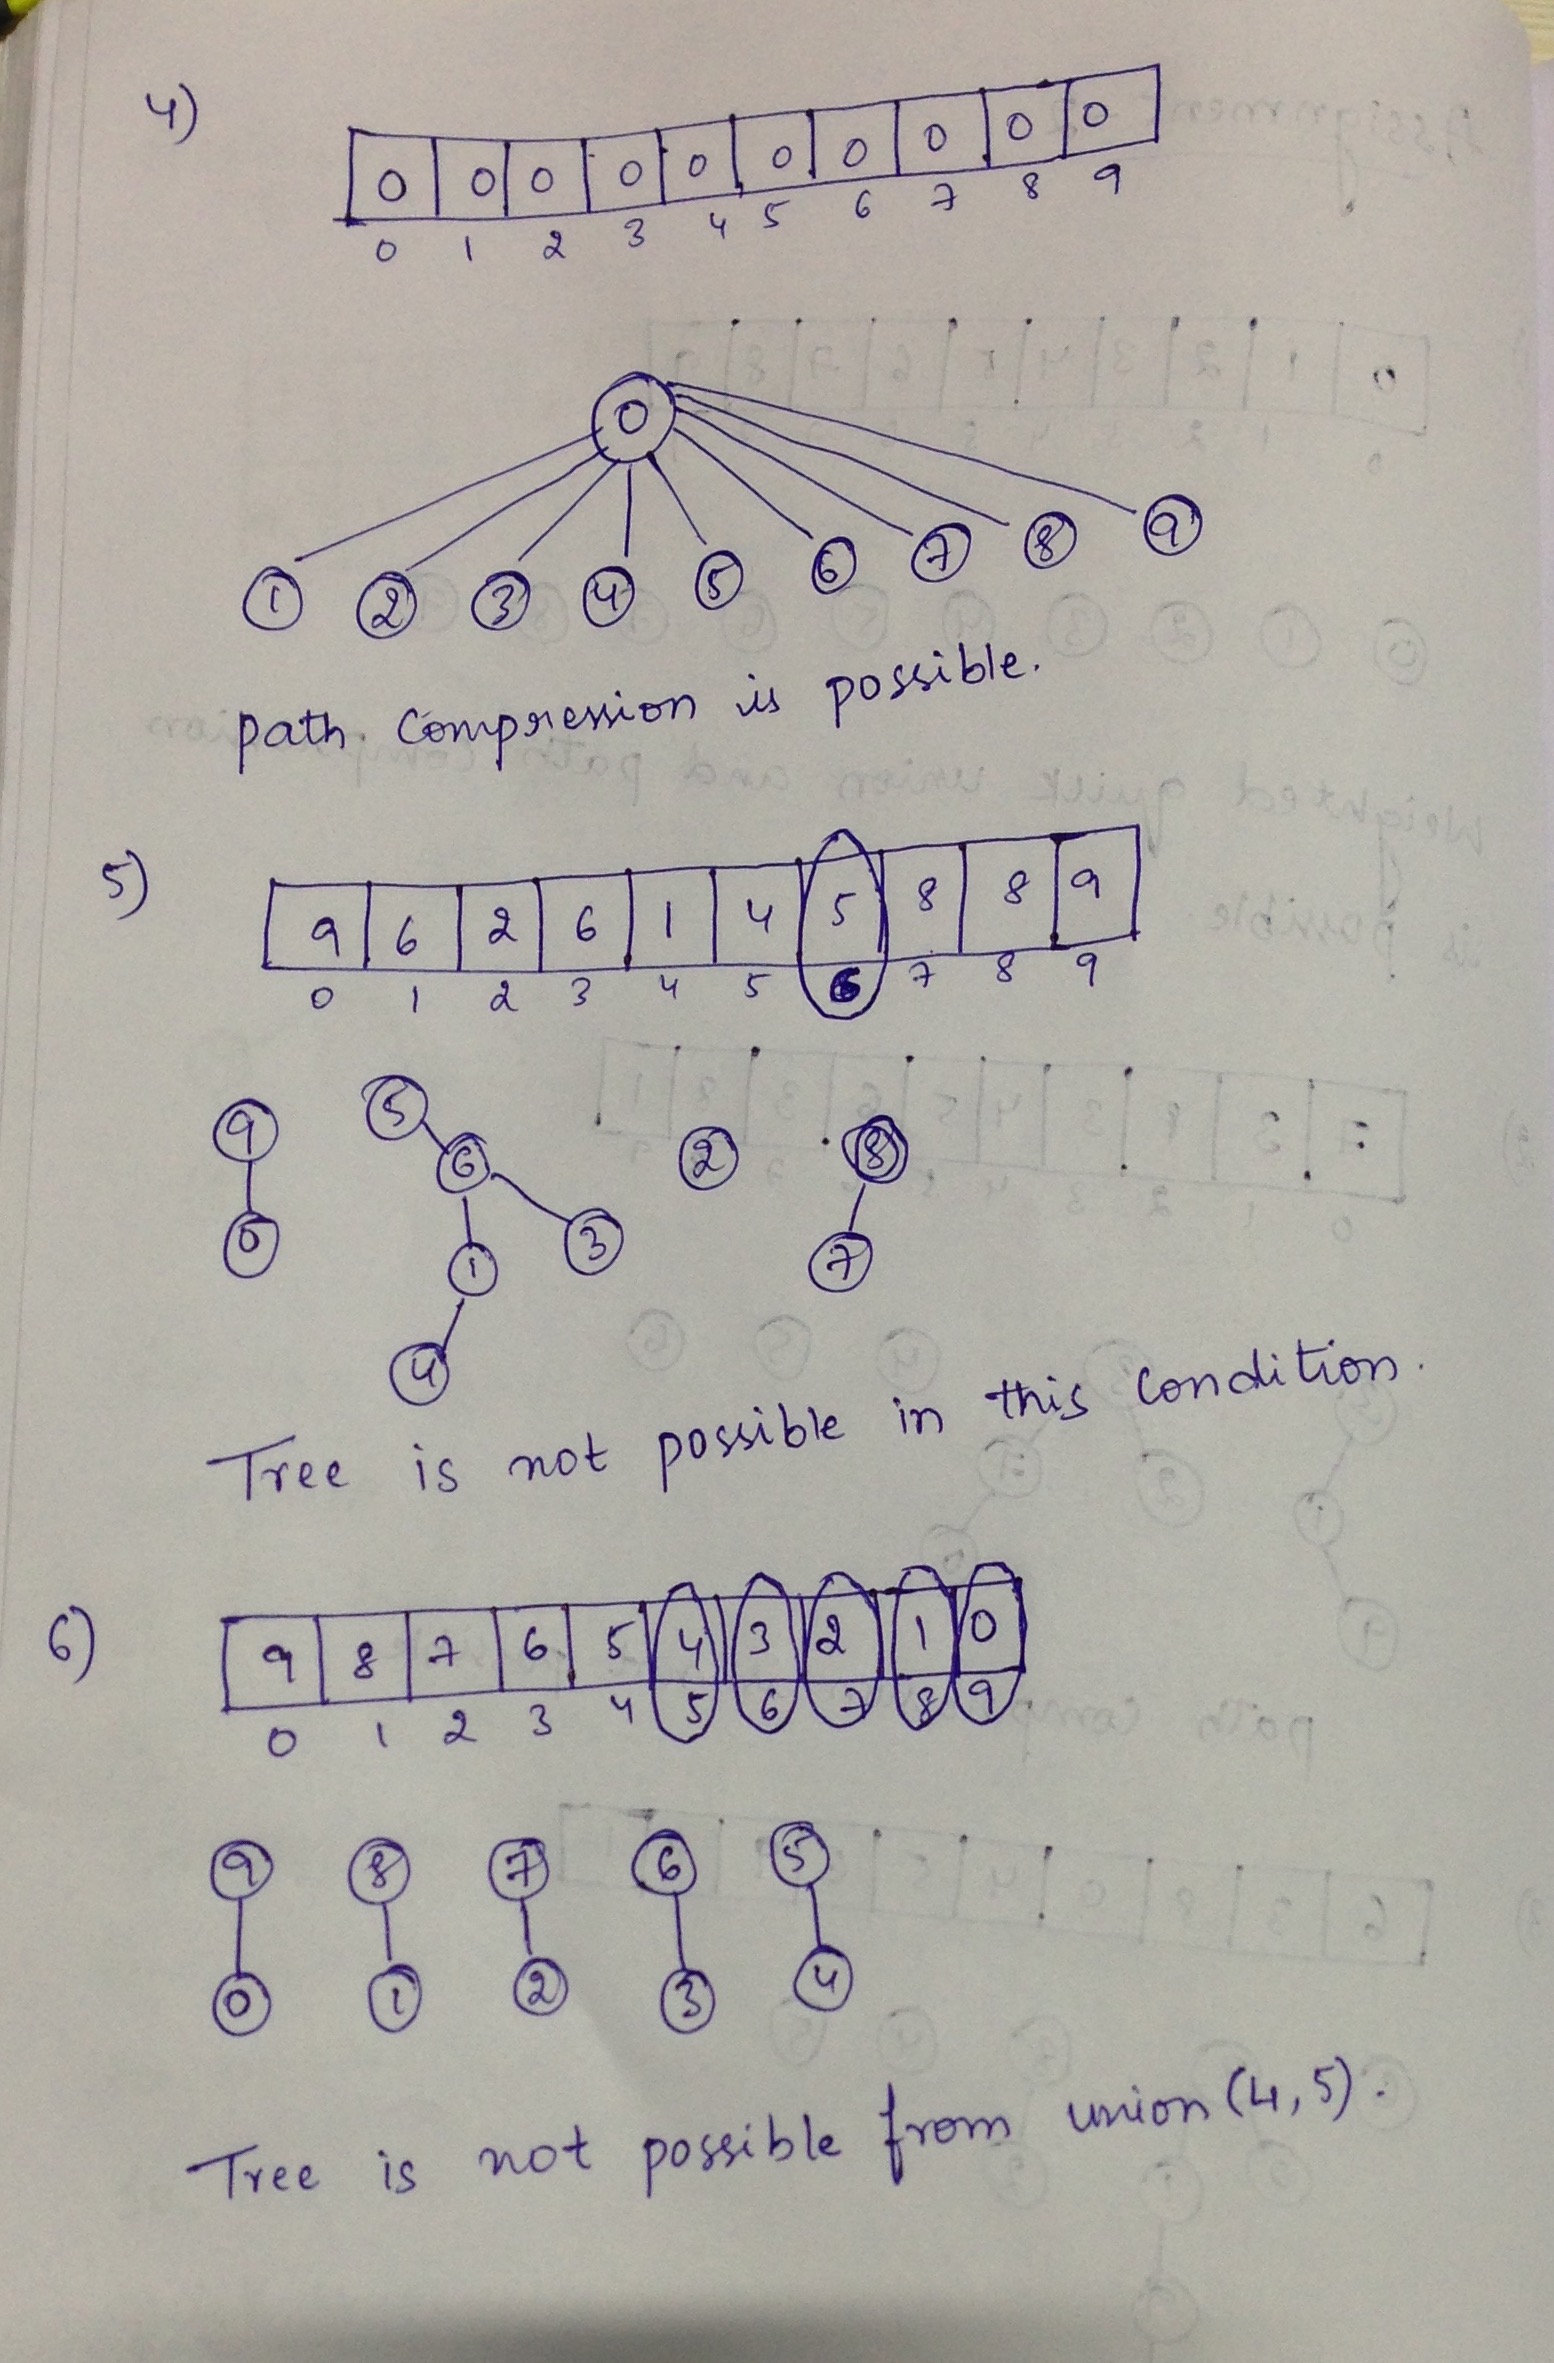 4)
0 0 0 0 0 0 0 0 0 0
0 1 2 3 4 5 6 7 8 9
0
1 2 3 4 5 6 7 8 9
path compression is possible.
5)
9 6 2 6 1 4 5 8 8 9
0 1 2 3 4 5 6 7 8 9
9 5 6 2 8
0 1 3 7
4
Tree is not possible in this condition.
6)
9 8 7 6 5 4 3 2 1 0
0 1 2 3 4 5 6 7 8 9
9 8 7 6 5
0 1 2 3 4
Tree is not possible from union (4,5).